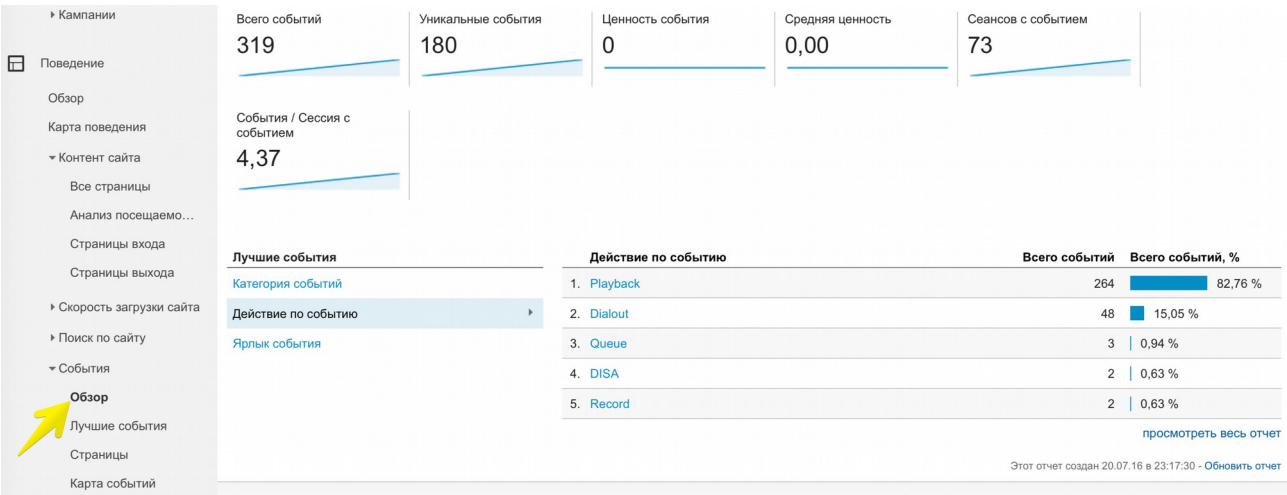 Кампании
Поведение
Обзор
Карта поведения
Контент сайта
Все страницы
Анализ посещаемо…
Страницы входа
Страницы выхода
Скорость загрузки сайта
Поиск по сайту
События
Обзор
Лучшие события
Страницы
Карта событий
Всего событий
319
Уникальные события
180
Ценность события
0
Средняя ценность
0,00
Сеансов с событием
73
События / Сессия с
событием
4,37
Лучшие события
Категория событий
Действие по событию
Ярлык события
Действие по событию Всего событий Всего событий, %
1. Playback 264 82,76 %
2. Dialout 48 15,05 %
3. Queue 3 0,94 %
4. DISA 2 0,63 %
5. Record 2 0,63 %
просмотреть весь отчет
Этот отчет создан 20.07.16 в 23:17:30 - Обновить отчет